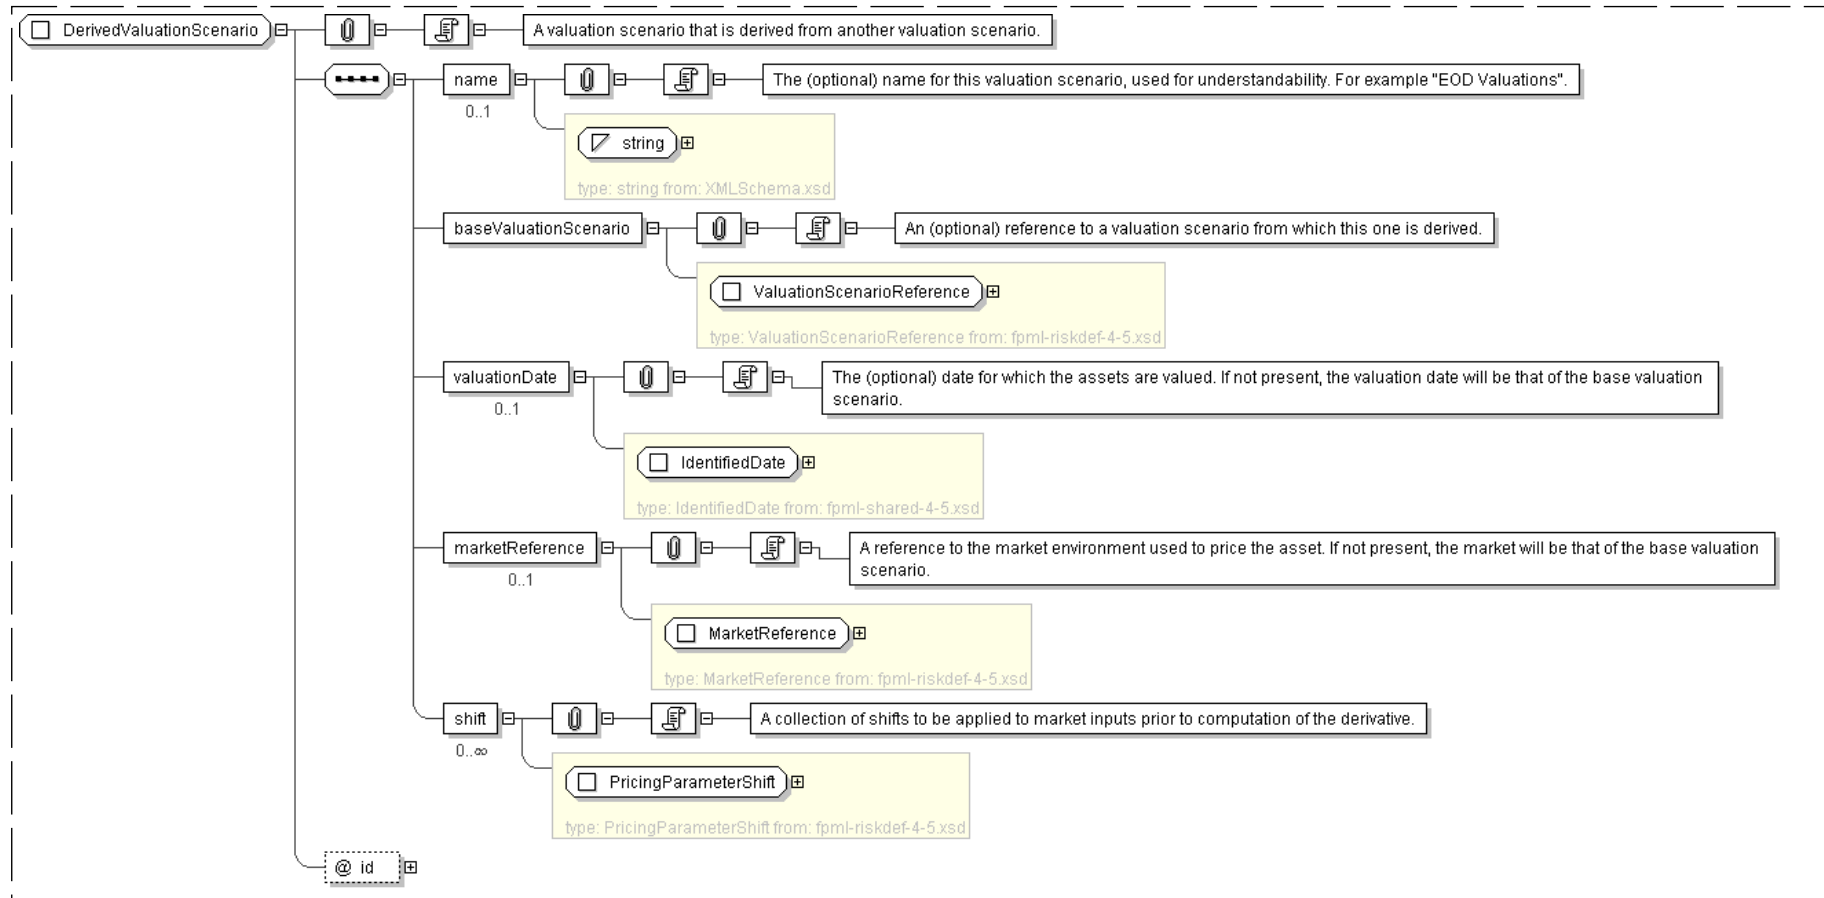 DerivedValuationScenario
A valuation scenario that is derived from another valuation scenario.
name
The (optional) name for this valuation scenario, used for understandability. For example "EOD Valuations".
0..1
string
type: string from: XMLSchema.xsd
baseValuationScenario
An (optional) reference to a valuation scenario from which this one is derived.
ValuationScenarioReference
type: ValuationScenarioReference from: fpml-riskdef-4-5.xsd
valuationDate
The (optional) date for which the assets are valued. If not present, the valuation date will be that of the base valuation
scenario.
0..1
IdentifiedDate
type: IdentifiedDate from: fpml-shared-4-5.xsd
marketReference
A reference to the market environment used to price the asset. If not present, the market will be that of the base valuation
scenario.
0..1
MarketReference
type: MarketReference from: fpml-riskdef-4-5.xsd
shift
A collection of shifts to be applied to market inputs prior to computation of the derivative.
0..∞
PricingParameterShift
type: PricingParameterShift from: fpml-riskdef-4-5.xsd
@ id